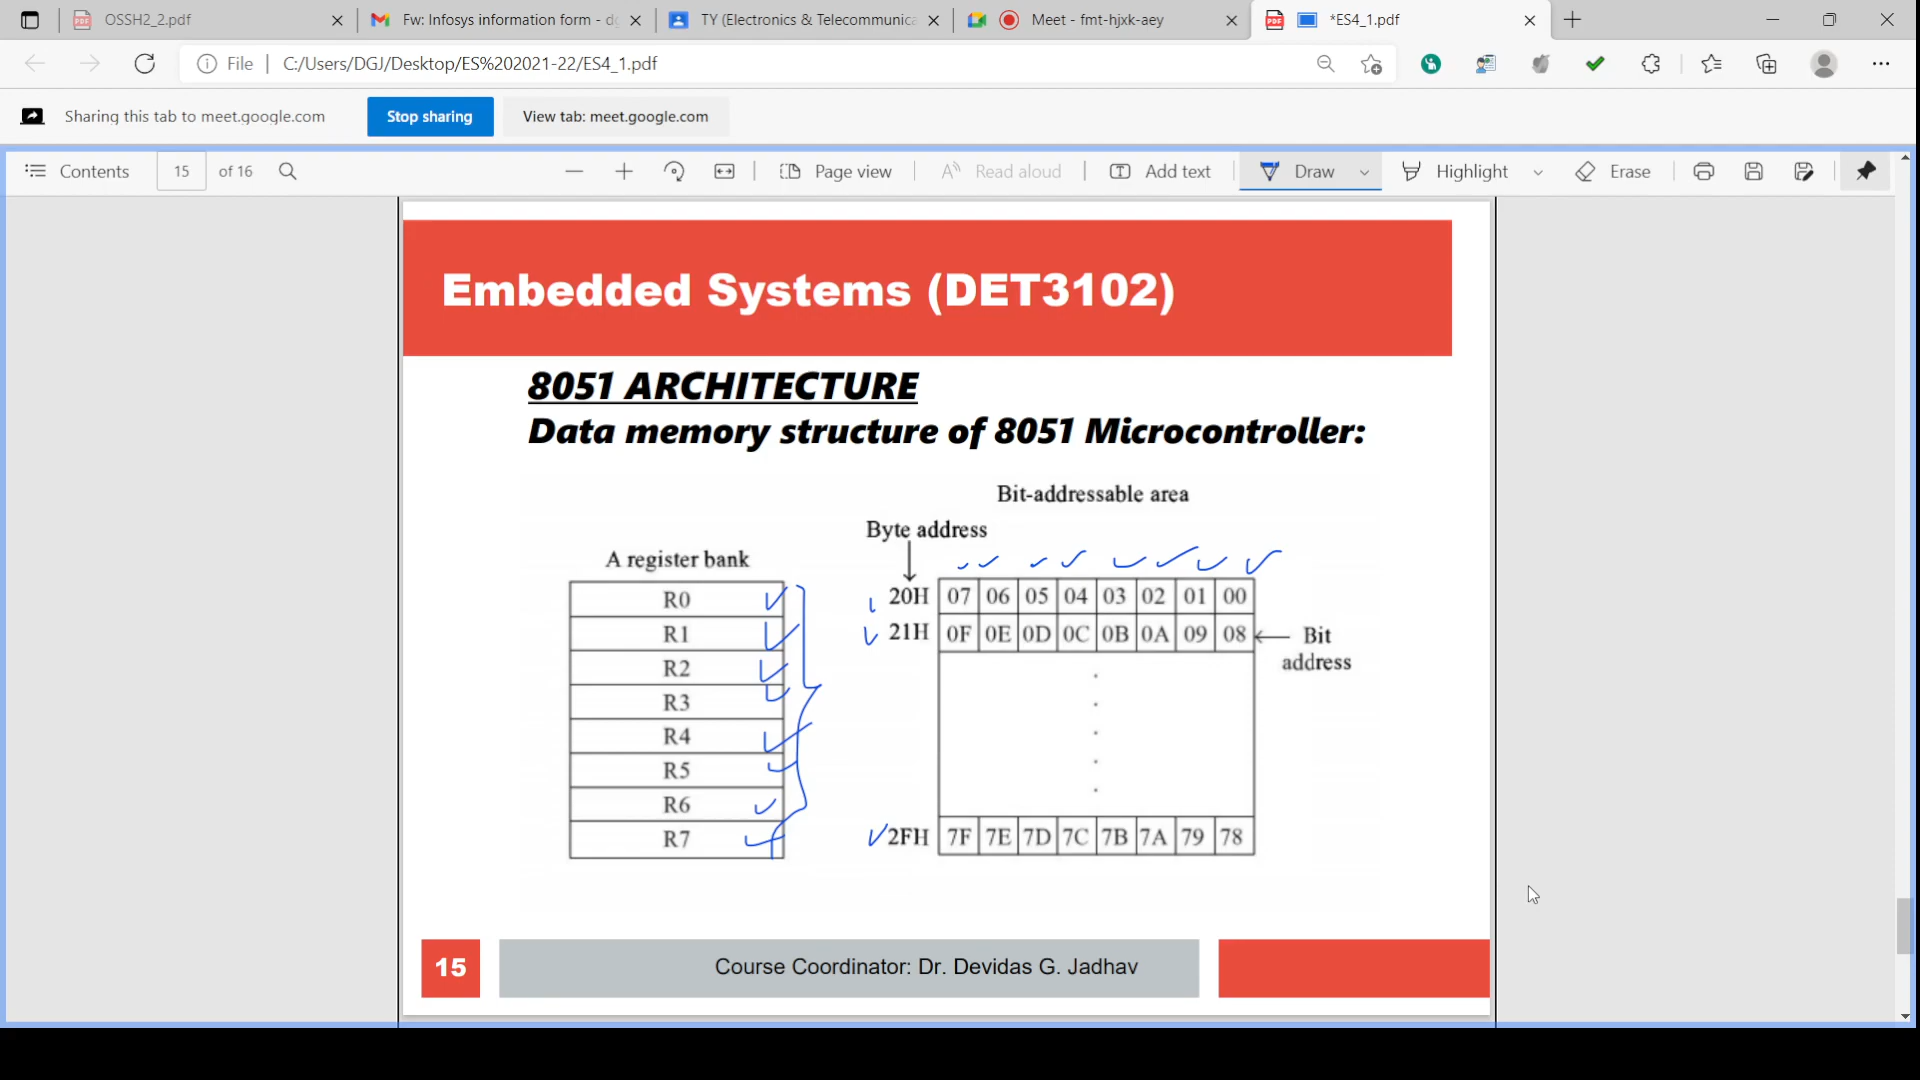 OSSH2_2.pdf
Fw: Infosys information form - d
TY (Electronics & Telecommunica
Meet - fmt-hjxk-aey
*ES4_1.pdf
File
C:/Users/DGJ/Desktop/ES%202021-22/ES4_1.pdf
Sharing this tab to meet.google.com
Stop sharing
View tab: meet.google.com
Contents
15
of 16
Page view
Read aloud
Add text
Draw
Highlight
Erase
Embedded Systems (DET3102)
8051 ARCHITECTURE
Data memory structure of 8051 Microcontroller:
Bit-addressable area
Byte address
A register bank
R0
R1
R2
R3
R4
R5
R6
R7
20H 07 06 05 04 03 02 01 00
21H 0F 0E 0D 0C 0B 0A 09 08
Bit
address
2FH 7F 7E 7D 7C 7B 7A 79 78
15
Course Coordinator: Dr. Devidas G. Jadhav